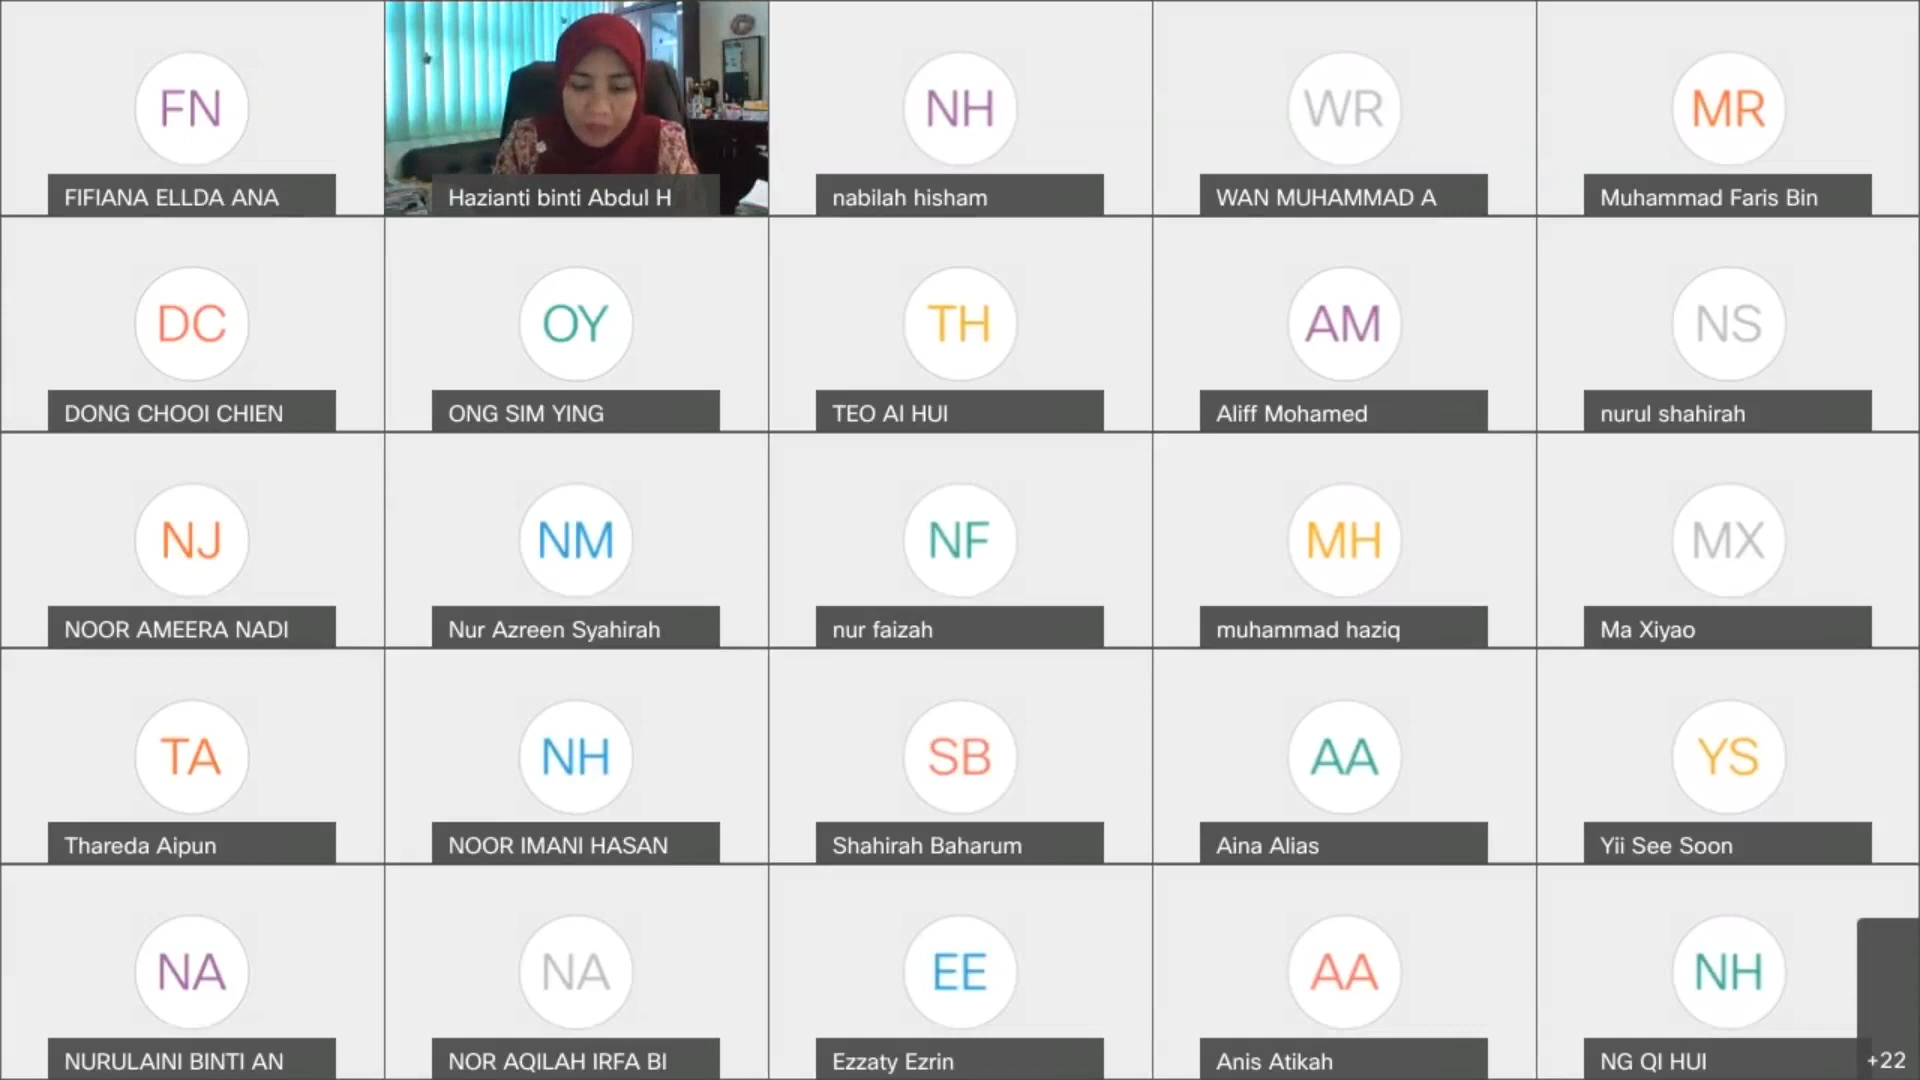 FN
NH
WR
MR
FIFIANA ELLDA ANA
Hazianti binti Abdul H
nabilah hisham
WAN MUHAMMAD A
Muhammad Faris Bin
DC
OY
TH
AM
NS
DONG CHOOI CHIEN
ONG SIM YING
TEO AI HUI
Aliff Mohamed
nurul shahirah
NJ
NM
NF
MH
MX
NOOR AMEERA NADI
Nur Azreen Syahirah
nur faizah
muhammad haziq
Ma Xiyao
TA
NH
SB
AA
YS
Thareda Aipun
NOOR IMANI HASAN
Shahirah Baharum
Aina Alias
Yii See Soon
NA
NA
EE
AA
NH
NURULAINI BINTI AN
NOR AQILAH IRFA BI
Ezzaty Ezrin
Anis Atikah
NG QI HUI
+22